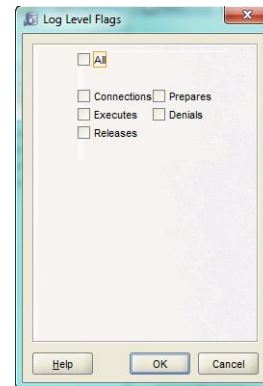 Log Level Flags
All
Connections Prepares
Executes Denials
Releases
Help OK Cancel